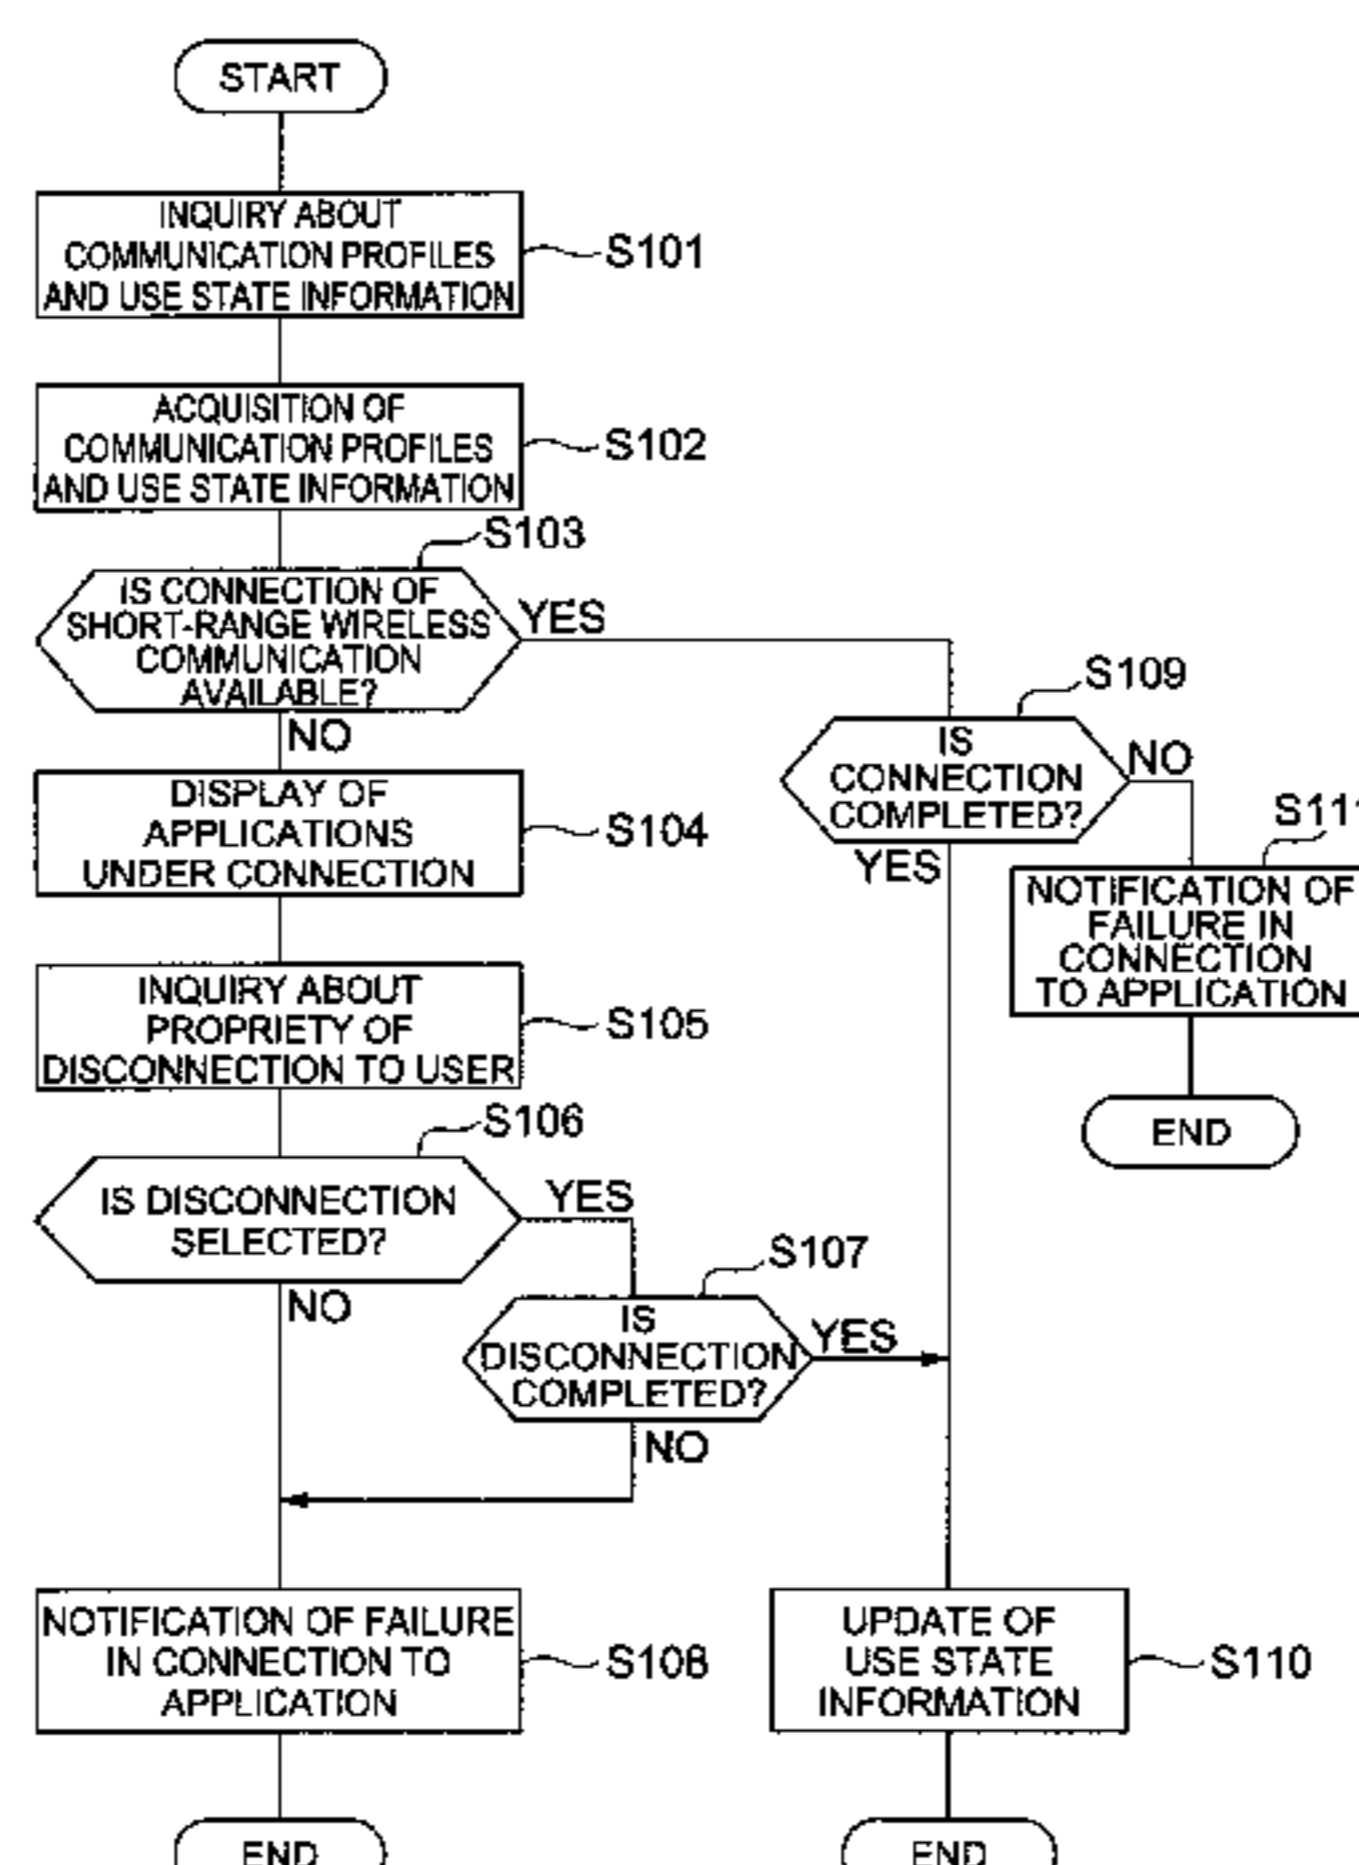 START
INQUIRY ABOUT
COMMUNICATION PROFILES
AND USE STATE INFORMATION
S101
ACQUISITION OF
COMMUNICATION PROFILES
AND USE STATE INFORMATION
S102
S103
IS CONNECTION OF
SHORT-RANGE WIRELESS
COMMUNICATION
AVAILABLE?
YES
NO
S109
IS
CONNECTION
COMPLETED?
NO
YES
DISPLAY OF
APPLICATIONS
UNDER CONNECTION
S104
S111
NOTIFICATION OF
FAILURE IN
CONNECTION
TO APPLICATION
END
INQUIRY ABOUT
PROPRIETY OF
DISCONNECTION TO USER
S105
S106
IS DISCONNECTION
SELECTED?
YES
NO
S107
IS
DISCONNECTION
COMPLETED?
YES
NO
NOTIFICATION OF FAILURE
IN CONNECTION TO
APPLICATION
S108
UPDATE OF
USE STATE
INFORMATION
S110
END
END